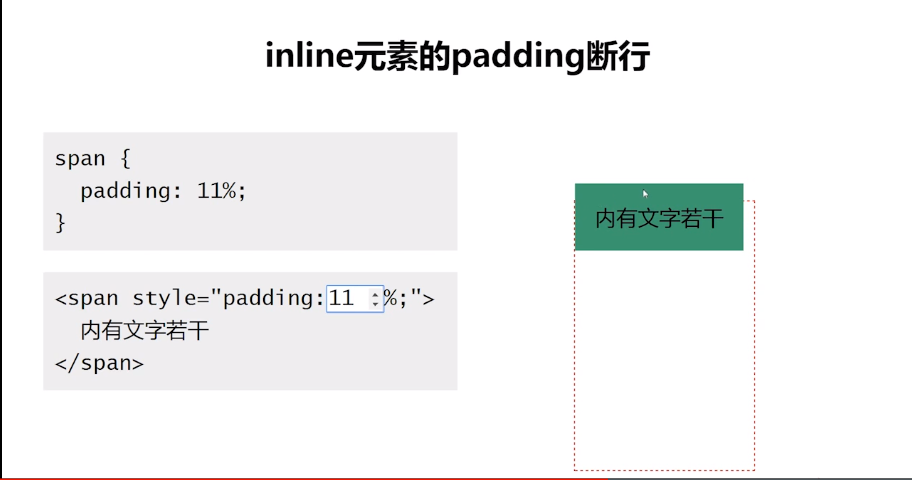 inline元素的padding断行
span {
padding: 11%;
}
<span style="padding:11%;">
内有文字若干
</span>
内有文字若干